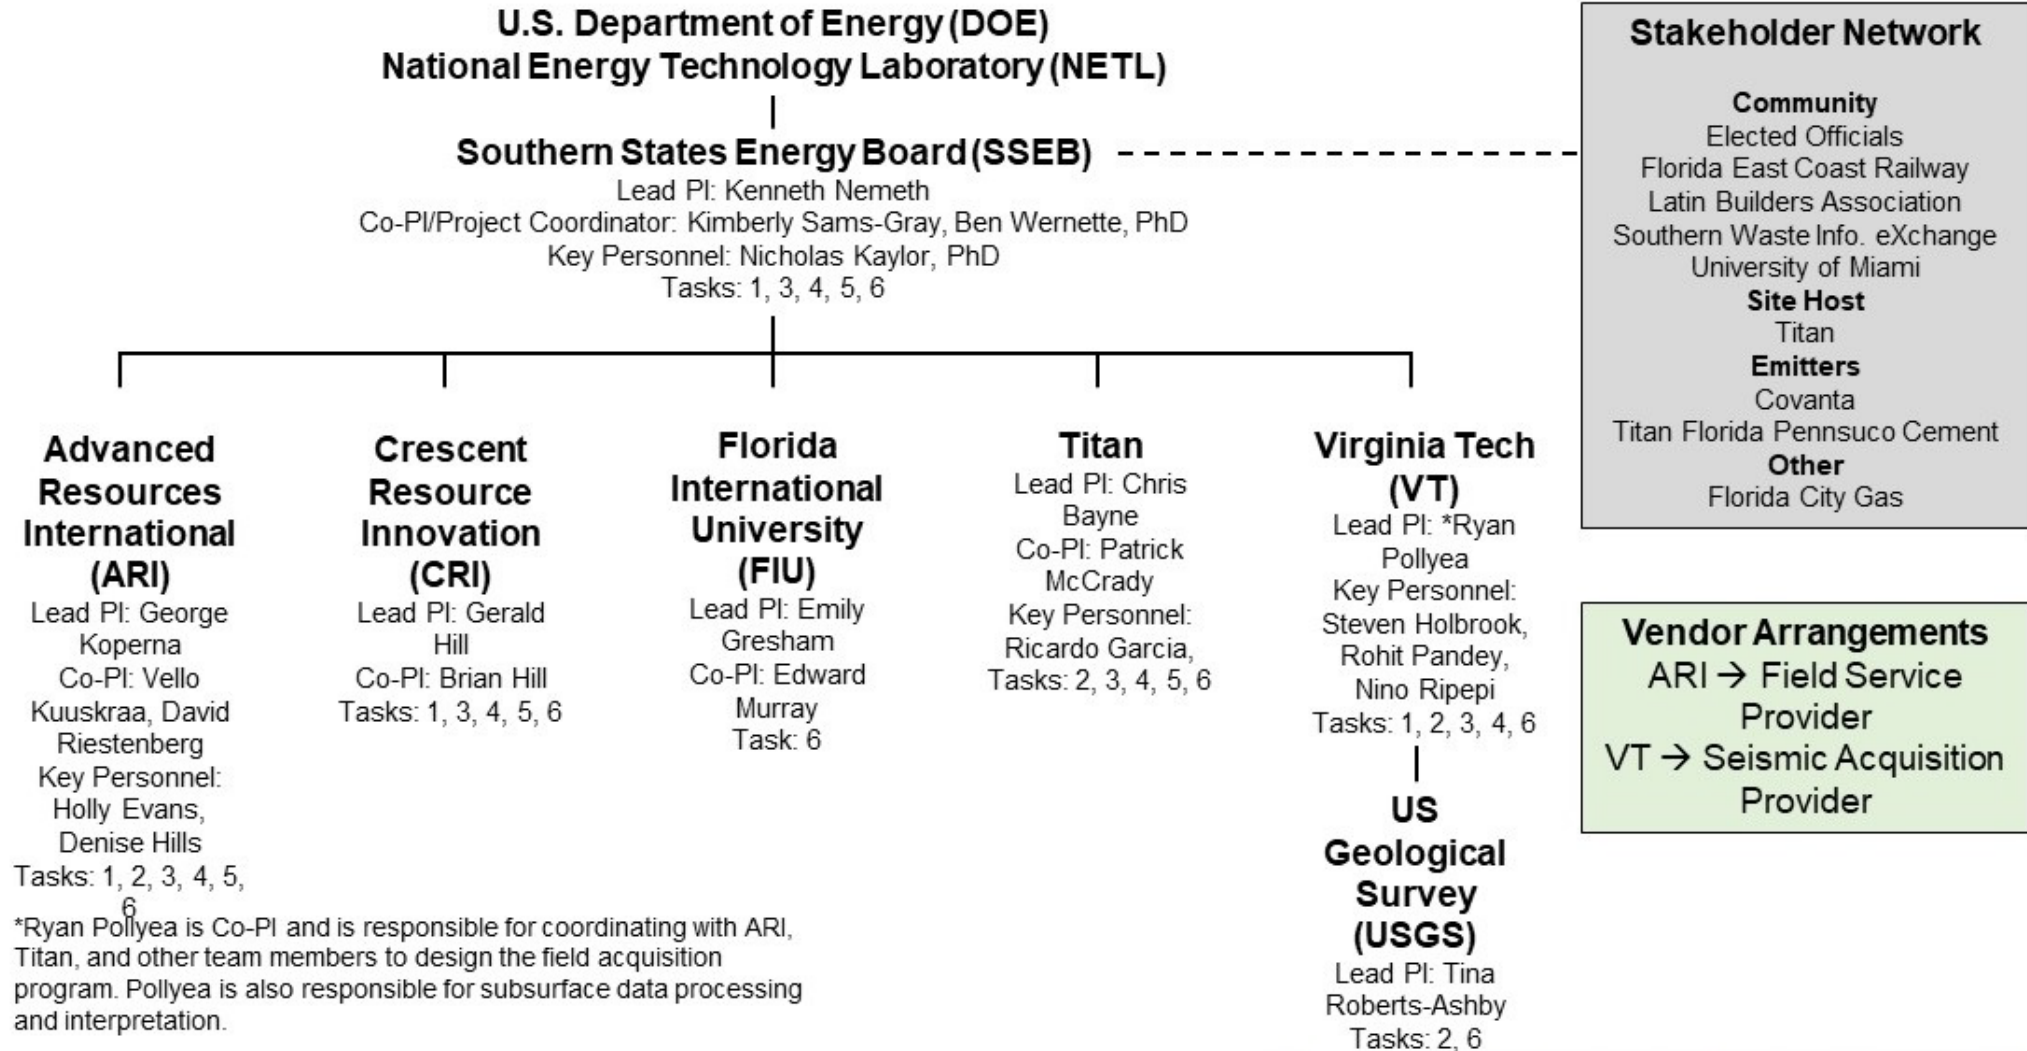 U.S. Department of Energy (DOE)
National Energy Technology Laboratory (NETL)
Southern States Energy Board (SSEB)
Lead PI: Kenneth Nemeth
Co-PI/Project Coordinator: Kimberly Sams-Gray, Ben Wernette, PhD
Key Personnel: Nicholas Kaylor, PhD
Tasks: 1, 3, 4, 5, 6
Advanced
Resources
International
(ARI)
Lead PI: George
Koperna
Co-PI: Vello
Kuuskraa, David
Riestenberg
Key Personnel:
Holly Evans,
Denise Hills
Tasks: 1, 2, 3, 4, 5,
6
Crescent
Resource
Innovation
(CRI)
Lead PI: Gerald
Hill
Co-PI: Brian Hill
Tasks: 1, 3, 4, 5, 6
Florida
International
University
(FIU)
Lead PI: Emily
Gresham
Co-PI: Edward
Murray
Task: 6
Titan
Lead PI: Chris
Bayne
Co-PI: Patrick
McCrady
Key Personnel:
Ricardo Garcia,
Tasks: 2, 3, 4, 5, 6
Virginia Tech
(VT)
Lead PI: *Ryan
Pollyea
Key Personnel:
Steven Holbrook,
Rohit Pandey,
Nino Ripepi
Tasks: 1, 2, 3, 4, 6
US
Geological
Survey
(USGS)
Lead PI: Tina
Roberts-Ashby
Tasks: 2, 6
*Ryan Pollyea is Co-PI and is responsible for coordinating with ARI,
Titan, and other team members to design the field acquisition
program. Pollyea is also responsible for subsurface data processing
and interpretation.
Stakeholder Network
Community
Elected Officials
Florida East Coast Railway
Latin Builders Association
Southern Waste Info. eXchange
University of Miami
Site Host
Titan
Emitters
Covanta
Titan Florida Pennsuco Cement
Other
Florida City Gas
Vendor Arrangements
ARI → Field Service
Provider
VT → Seismic Acquisition
Provider